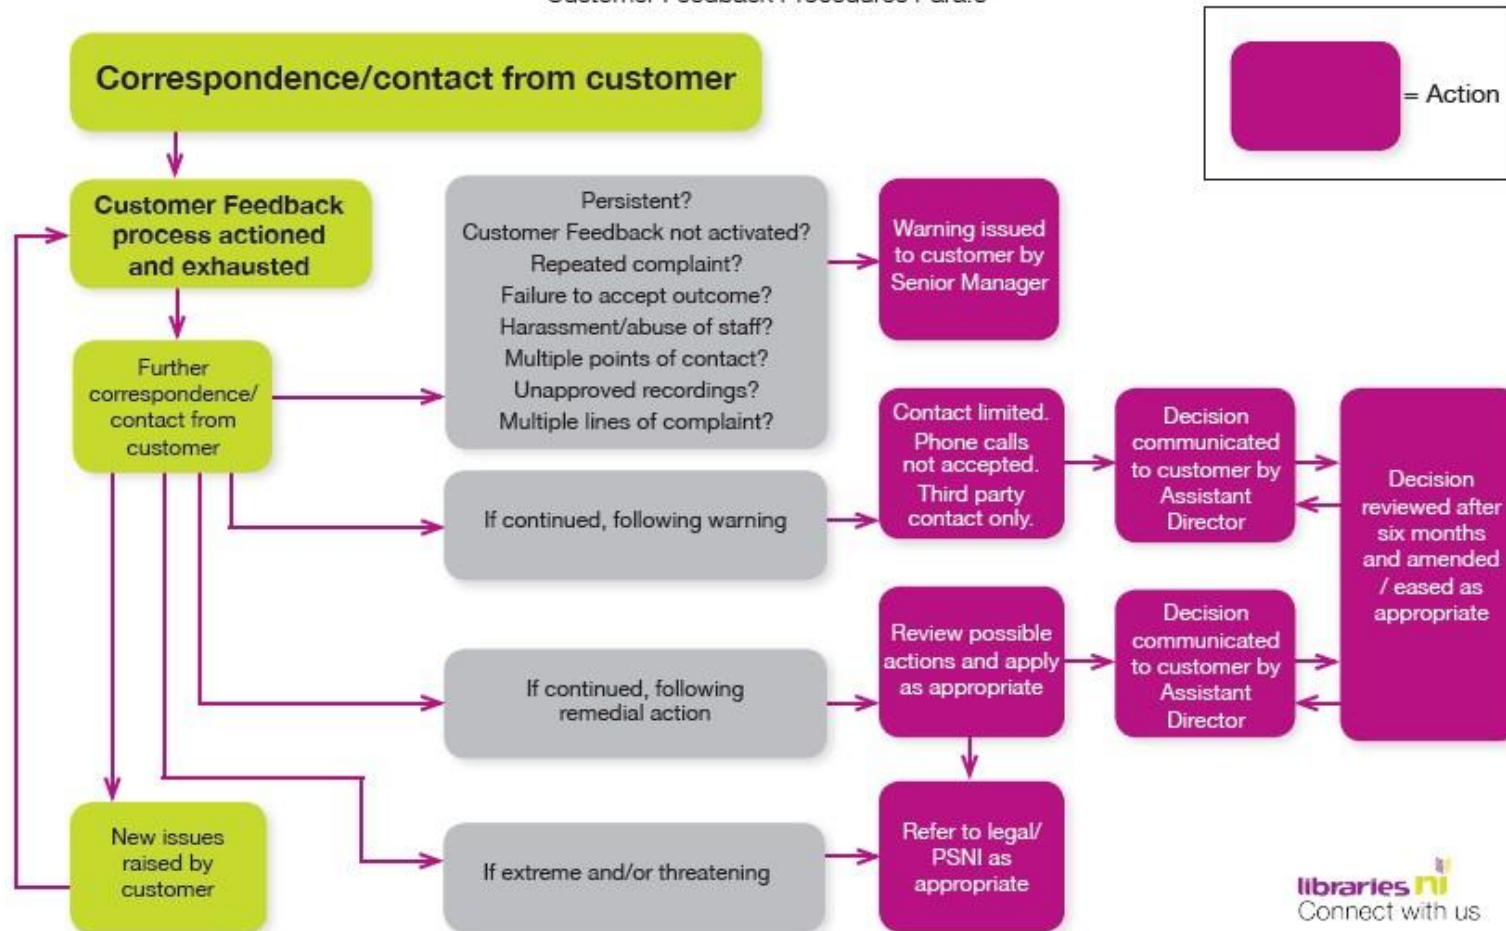 Correspondence/contact from customer
= Action
Customer Feedback
process actioned
and exhausted
Persistent?
Customer Feedback not activated?
Repeated complaint?
Failure to accept outcome?
Harassment/abuse of staff?
Multiple points of contact?
Unapproved recordings?
Multiple lines of complaint?
Warning issued
to customer by
Senior Manager
Further
correspondence/
contact from
customer
If continued, following warning
Contact limited.
Phone calls
not accepted.
Third party
contact only.
Decision
communicated
to customer by
Assistant
Director
Decision
reviewed after
six months
and amended
/ eased as
appropriate
If continued, following
remedial action
Review possible
actions and apply
as appropriate
Decision
communicated
to customer by
Assistant
Director
New issues
raised by
customer
If extreme and/or threatening
Refer to legal/
PSNI as
appropriate
libraries ni
Connect with us